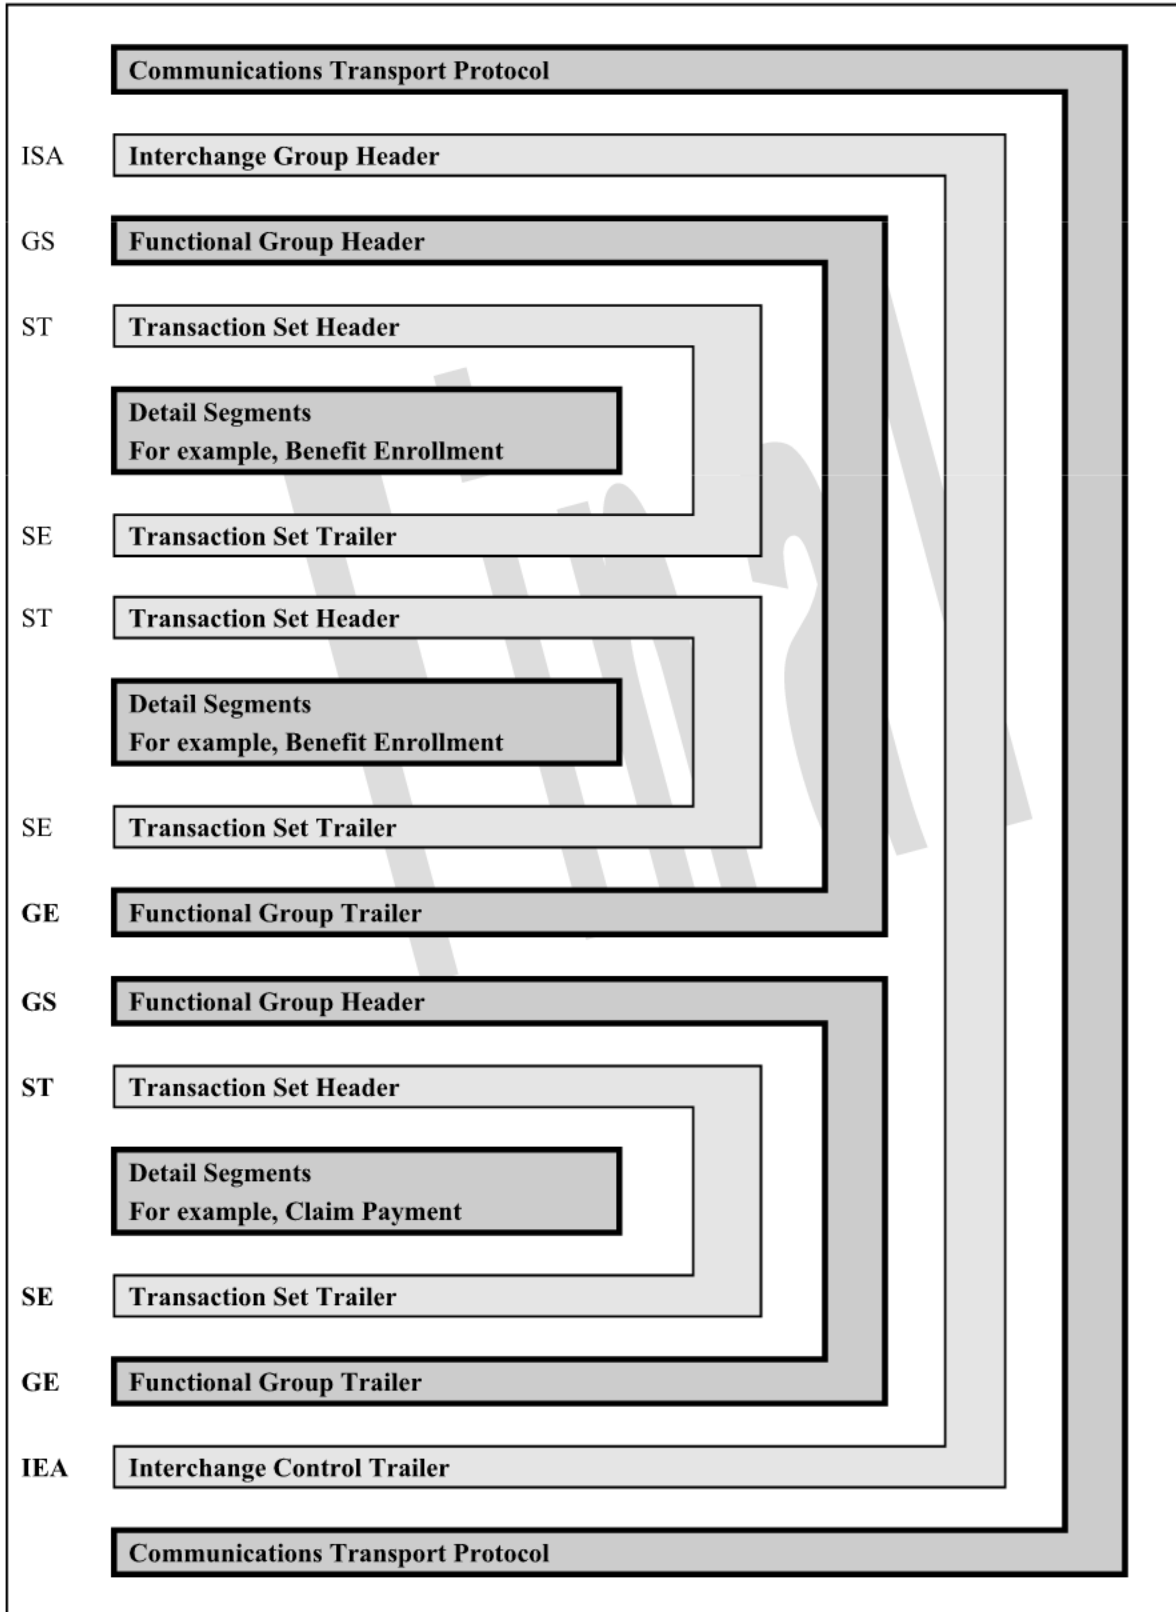 Communications Transport Protocol
ISA Interchange Group Header
GS Functional Group Header
ST Transaction Set Header
Detail Segments
For example, Benefit Enrollment
SE Transaction Set Trailer
ST Transaction Set Header
Detail Segments
For example, Benefit Enrollment
SE Transaction Set Trailer
GE Functional Group Trailer
GS Functional Group Header
ST Transaction Set Header
Detail Segments
For example, Claim Payment
SE Transaction Set Trailer
GE Functional Group Trailer
IEA Interchange Control Trailer
Communications Transport Protocol
Final